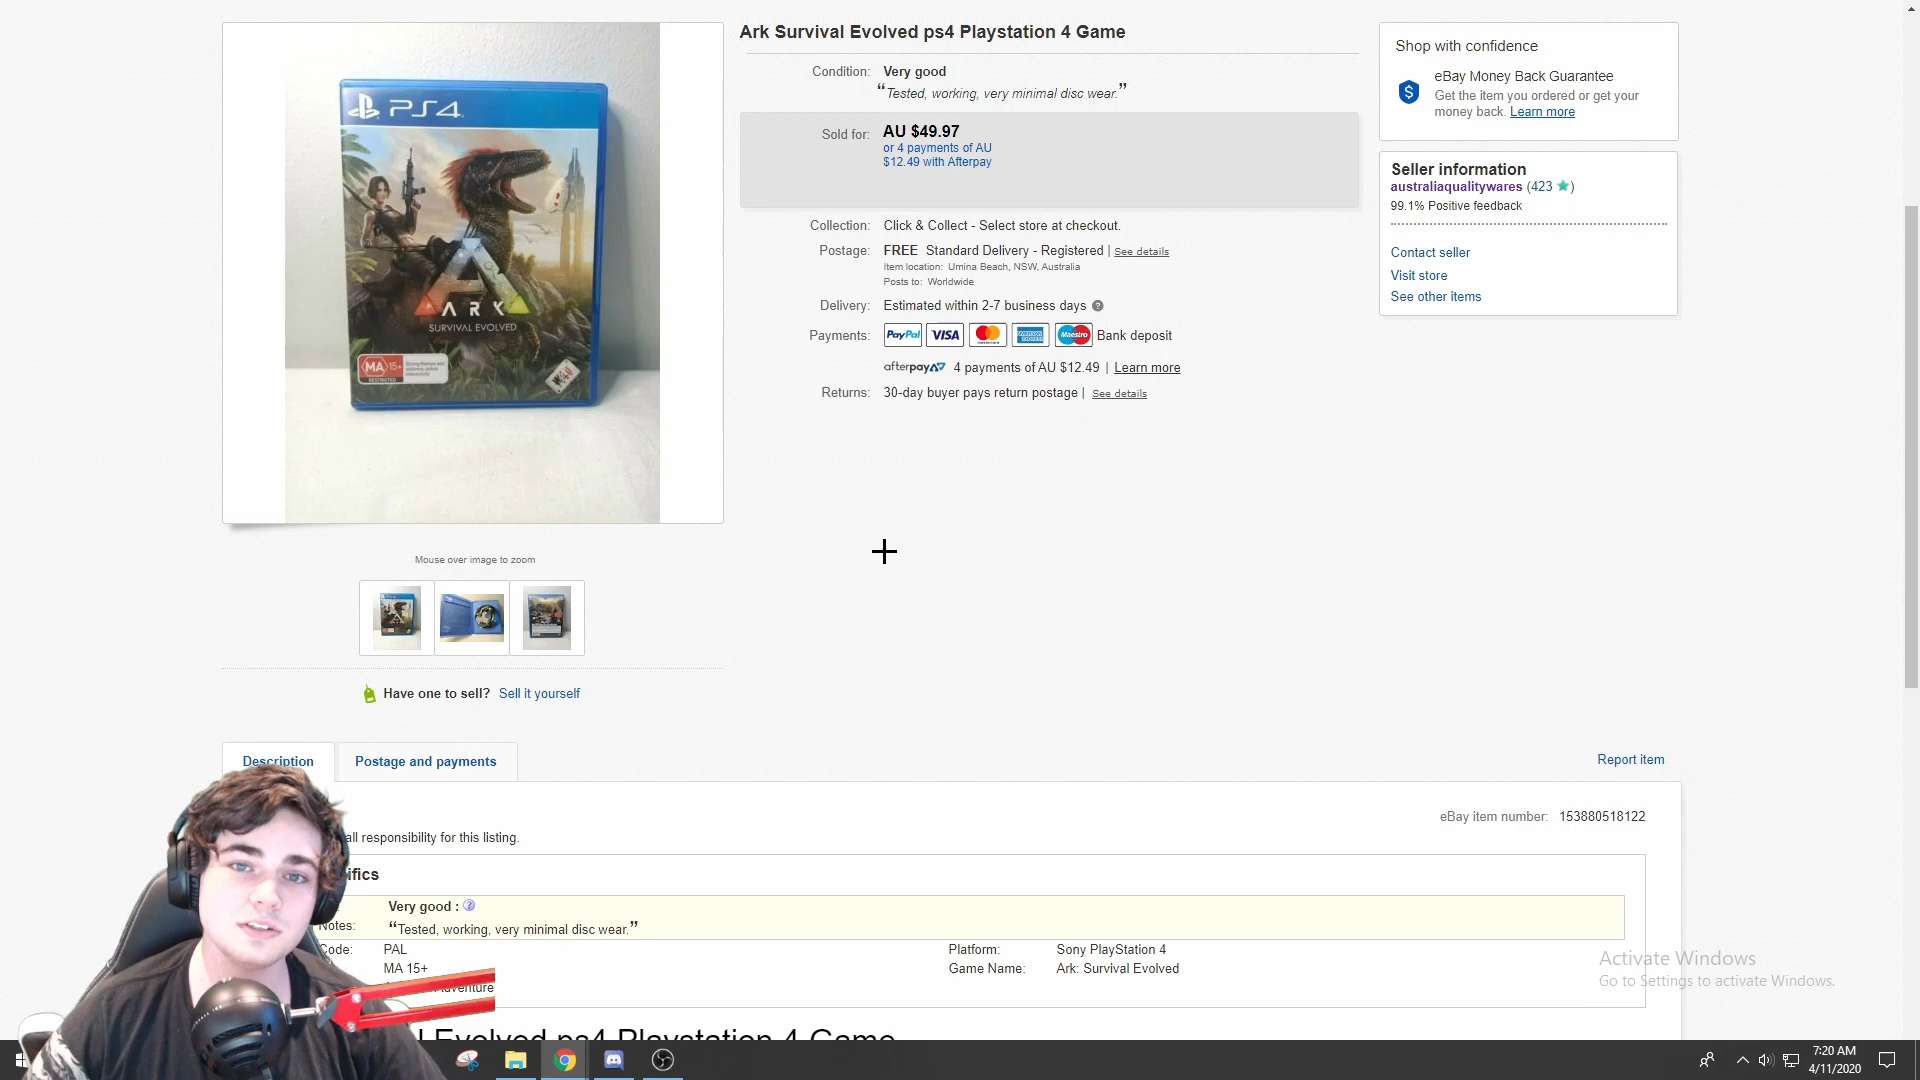 Ark Survival Evolved ps4 Playstation 4 Game
Condition: Very good
“Tested, working, very minimal disc wear.”
Sold for: AU $49.97
or 4 payments of AU
$12.49 with Afterpay
Collection: Click & Collect - Select store at checkout.
Postage: FREE Standard Delivery - Registered | See details
Item location: Umina Beach, NSW, Australia
Posts to: Worldwide
Delivery: Estimated within 2-7 business days
Payments: PayPal VISA mastercard Maestro Bank deposit
afterpay 4 payments of AU $12.49 | Learn more
Returns: 30-day buyer pays return postage | See details
Shop with confidence
eBay Money Back Guarantee
Get the item you ordered or get your
money back. Learn more
Seller information
australiaqualitywares (423)
99.1% Positive feedback
Contact seller
Visit store
See other items
PS4
ARK
SURVIVAL EVOLVED
MA 15+
RESTRICTED
Mouse over image to zoom
Have one to sell? Sell it yourself
Description
Postage and payments
Report item
eBay item number: 153880518122
all responsibility for this listing.
ifics
Very good :
Notes: “Tested, working, very minimal disc wear.”
Code: PAL
Platform: Sony PlayStation 4
MA 15+
Game Name: Ark: Survival Evolved
Adventure
Evolved ps4 Playstation 4 Game
Activate Windows
Go to Settings to activate Windows.
7:20 AM
4/11/2020